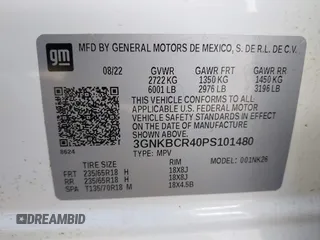 gm MFD BY GENERAL MOTORS DE MEXICO, S. DE R.L. DE C.V.
08/22 GVWR GAWR FRT GAWR RR
2722 KG 1350 KG 1450 KG
6001 LB 2976 LB 3196 LB
THIS VEHICLE CONFORMS TO ALL APPLICABLE
U.S. FEDERAL MOTOR VEHICLE SAFETY STANDARDS
IN EFFECT ON THE DATE OF MANUFACTURE SHOWN ABOVE.
3GNKBCR40PS101480
TYPE: MPV MODEL: 001NK26
TIRE SIZE RIM
FRT 235/65R18 H 18X8J
RR 235/65R18 H 18X8J
SPA T135/70R18 M 18X4.5B
DREAMBID